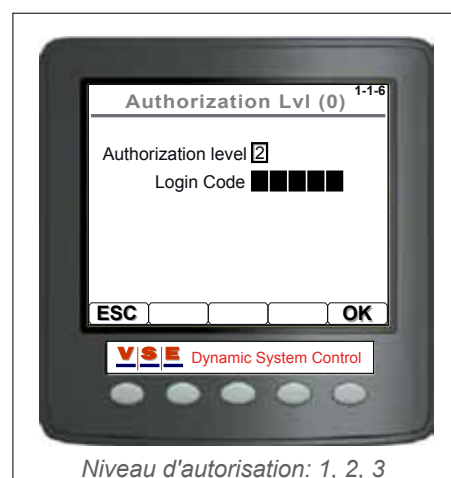 Authorization Lvl (0) 1-1-6
Authorization level 2
Login Code
ESC OK
VSE Dynamic System Control
Niveau d'autorisation: 1, 2, 3